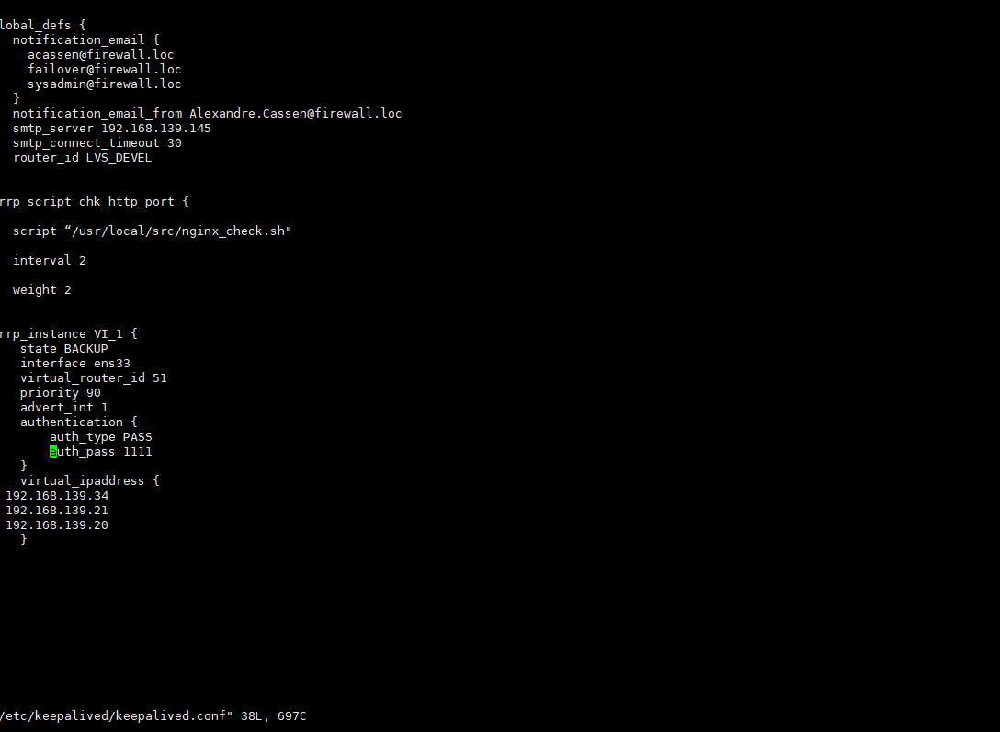 lobal_defs {
notification_email {
acassen@firewall.loc
failover@firewall.loc
sysadmin@firewall.loc
}
notification_email_from Alexandre.Cassen@firewall.loc
smtp_server 192.168.139.145
smtp_connect_timeout 30
router_id LVS_DEVEL
rrp_script chk_http_port {
script “/usr/local/src/nginx_check.sh"
interval 2
weight 2
rrp_instance VI_1 {
state BACKUP
interface ens33
virtual_router_id 51
priority 90
advert_int 1
authentication {
auth_type PASS
auth_pass 1111
}
virtual_ipaddress {
192.168.139.34
192.168.139.21
192.168.139.20
}
/etc/keepalived/keepalived.conf" 38L, 697C